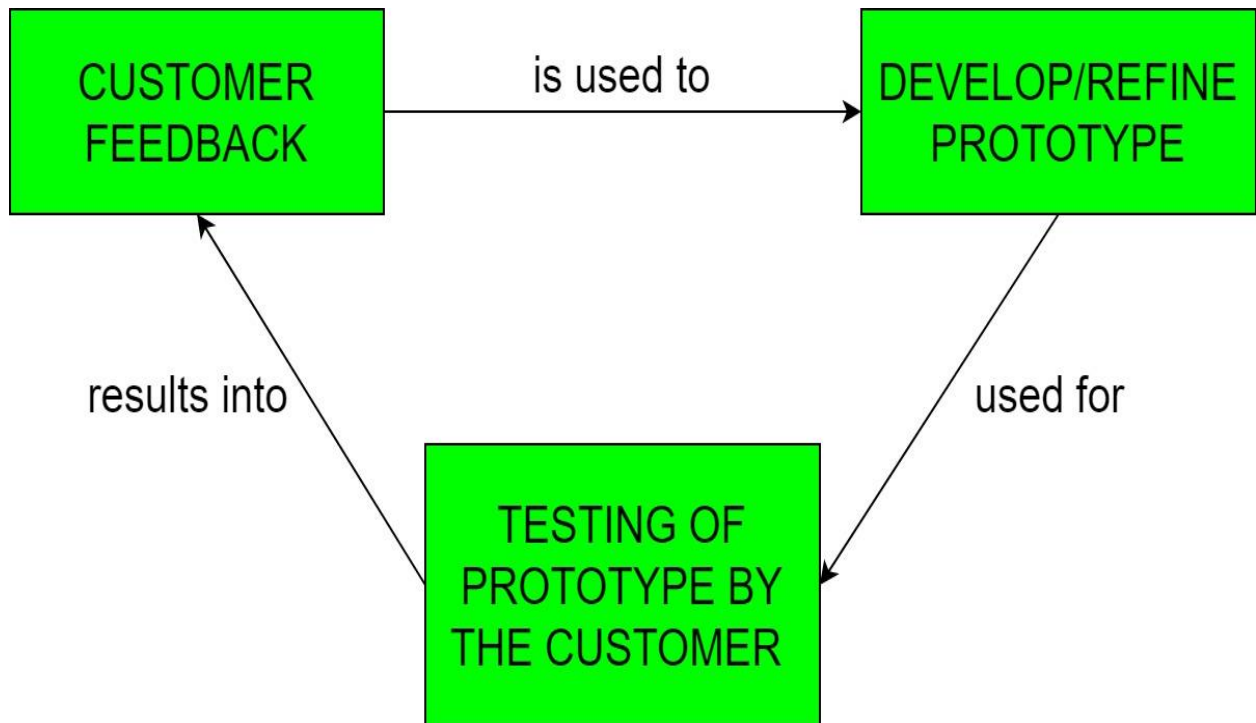 CUSTOMER
FEEDBACK
is used to
DEVELOP/REFINE
PROTOTYPE
results into
used for
TESTING OF
PROTOTYPE BY
THE CUSTOMER